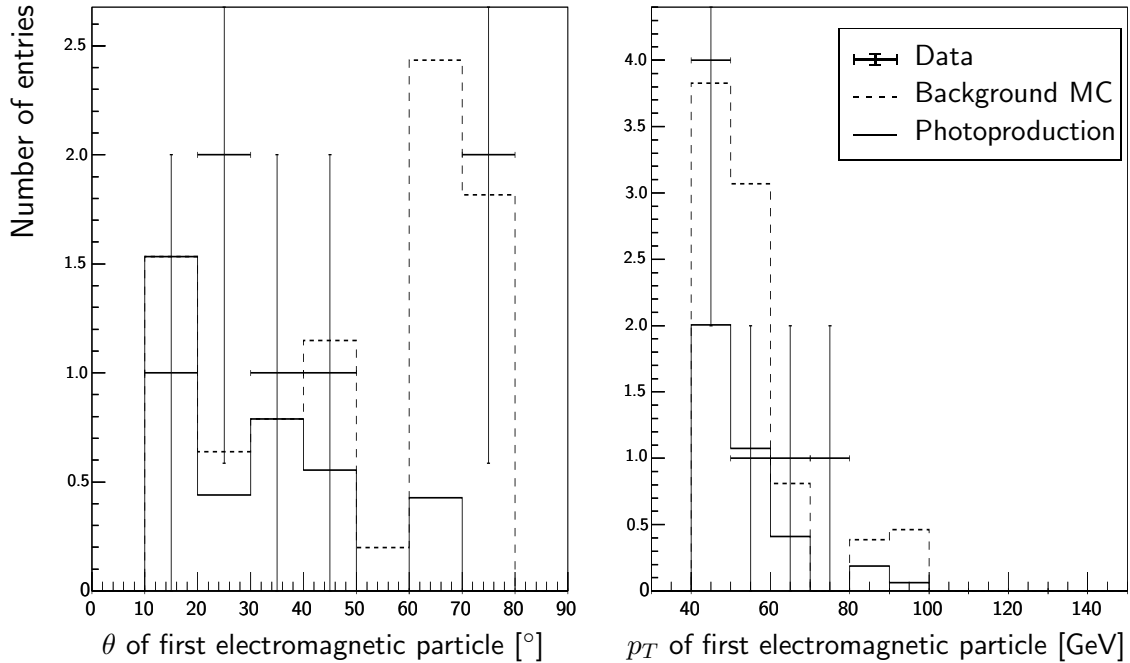 Number of entries
2.5
2.0
1.5
1.0
0.5
0
0 10 20 30 40 50 60 70 80 90
θ of first electromagnetic particle [°]
4.0
3.5
3.0
2.5
2.0
1.5
1.0
0.5
0
40 60 80 100 120 140
p_T of first electromagnetic particle [GeV]
Data
Background MC
Photoproduction